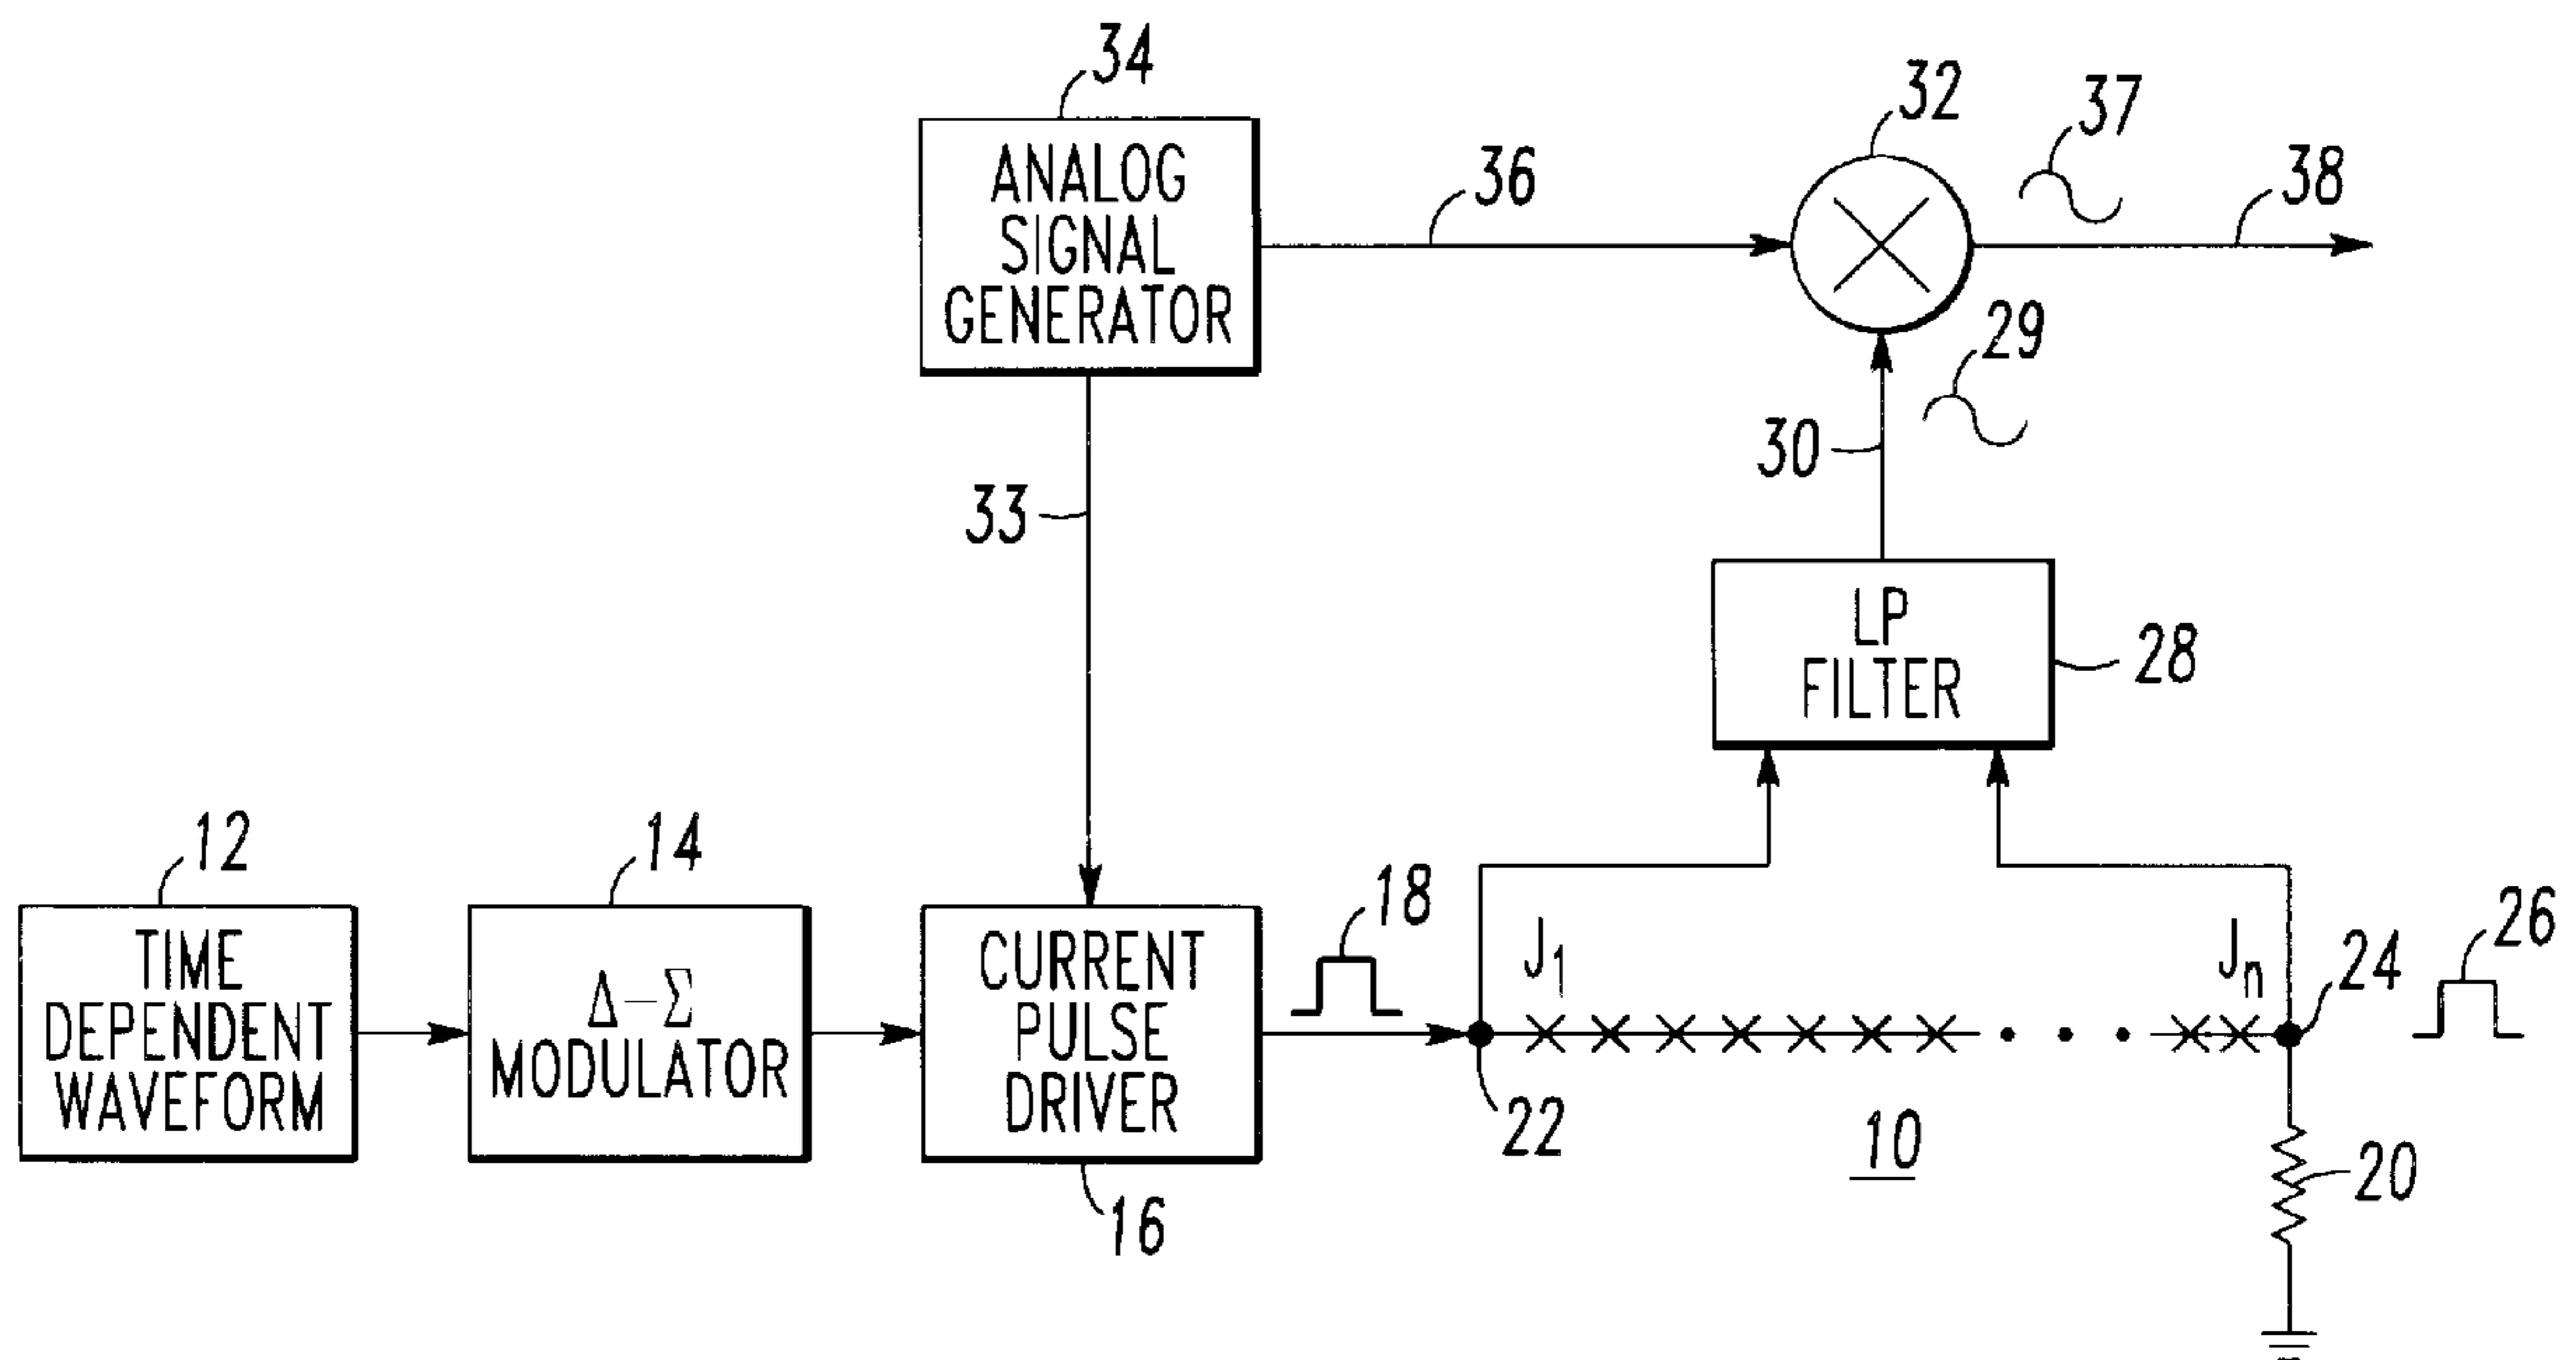 34
ANALOG
SIGNAL
GENERATOR
36
32
37
38
29
30
33
LP
FILTER
28
12
TIME
DEPENDENT
WAVEFORM
14
Δ–Σ
MODULATOR
CURRENT
PULSE
DRIVER
16
18
J1
Jn
22
24
26
10
20